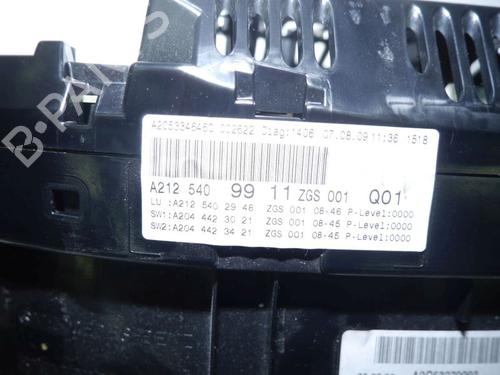 B-PARTS
A2C53346460 002622 Diag:1406 07.08.09 11:36 1518
A212 540 99 11 ZGS 001 Q01
LU :A212 540 29 48 ZGS 001 08-46 P-Level:0000
SW1:A204 442 30 21 ZGS 001 08-45 P-Level:0000
SW2:A204 442 34 21 ZGS 001 08-45 P-Level:0000